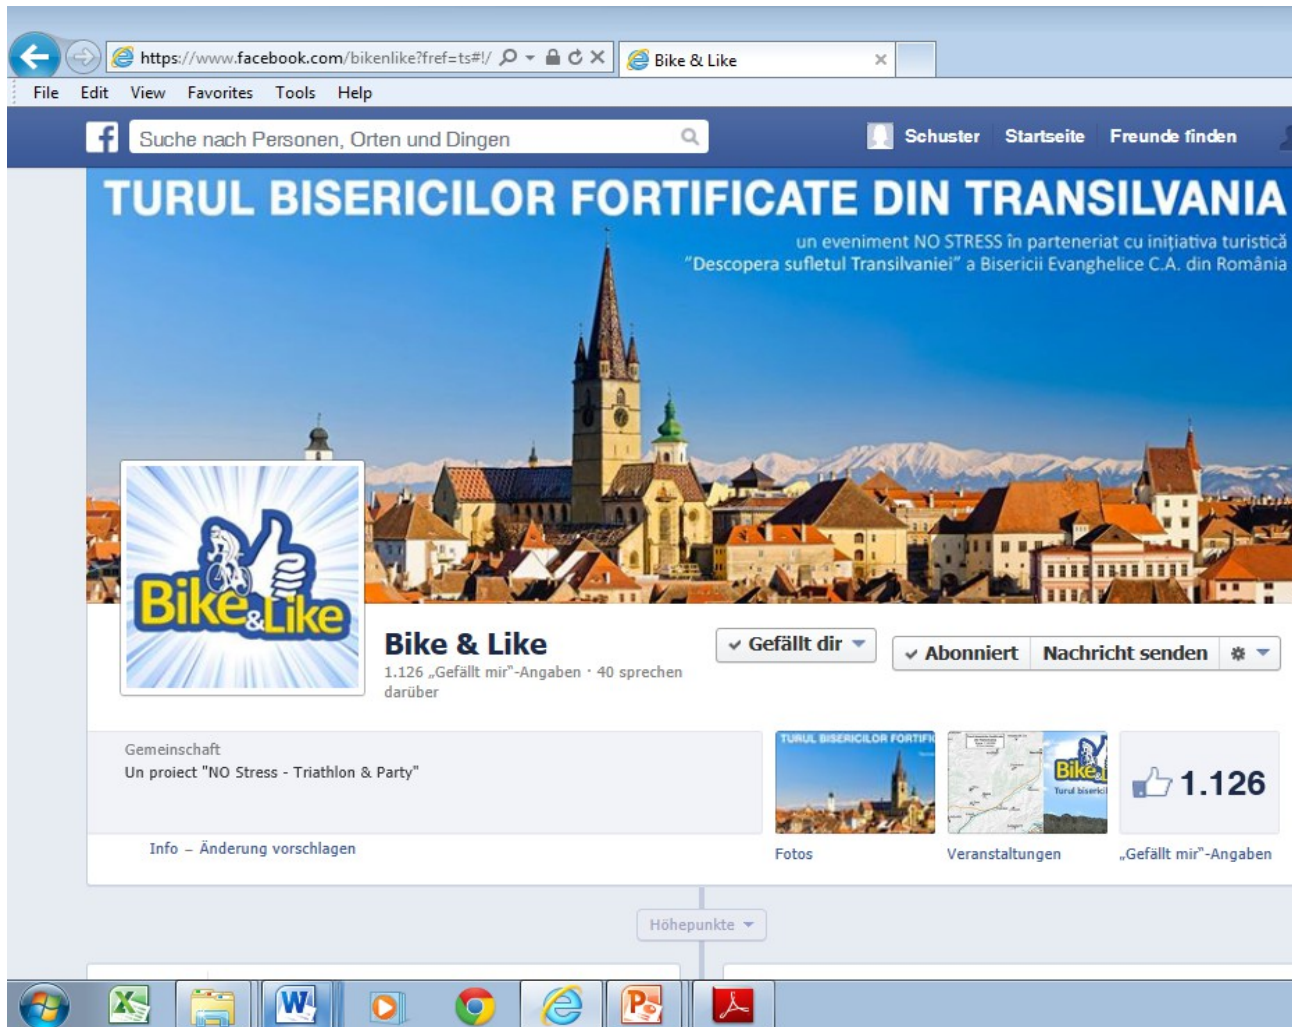 https://www.facebook.com/bikenlike?fref=ts#!/
Bike & Like
File Edit View Favorites Tools Help
Suche nach Personen, Orten und Dingen
Schuster Startseite Freunde finden
TURUL BISERICILOR FORTIFICATE DIN TRANSILVANIA
un eveniment NO STRESS în parteneriat cu inițiativa turistică
"Descopera sufletul Transilvaniei" a Bisericii Evanghelice C.A. din România
Bike & Like
Bike & Like
1.126 „Gefällt mir"-Angaben · 40 sprechen
darüber
Gefällt dir
Abonniert Nachricht senden
Gemeinschaft
Un proiect "NO Stress - Triathlon & Party"
TURUL BISERICILOR FORTIFI
Bike
Turul biserici
1.126
Info – Änderung vorschlagen
Fotos Veranstaltungen „Gefällt mir"-Angaben
Höhepunkte